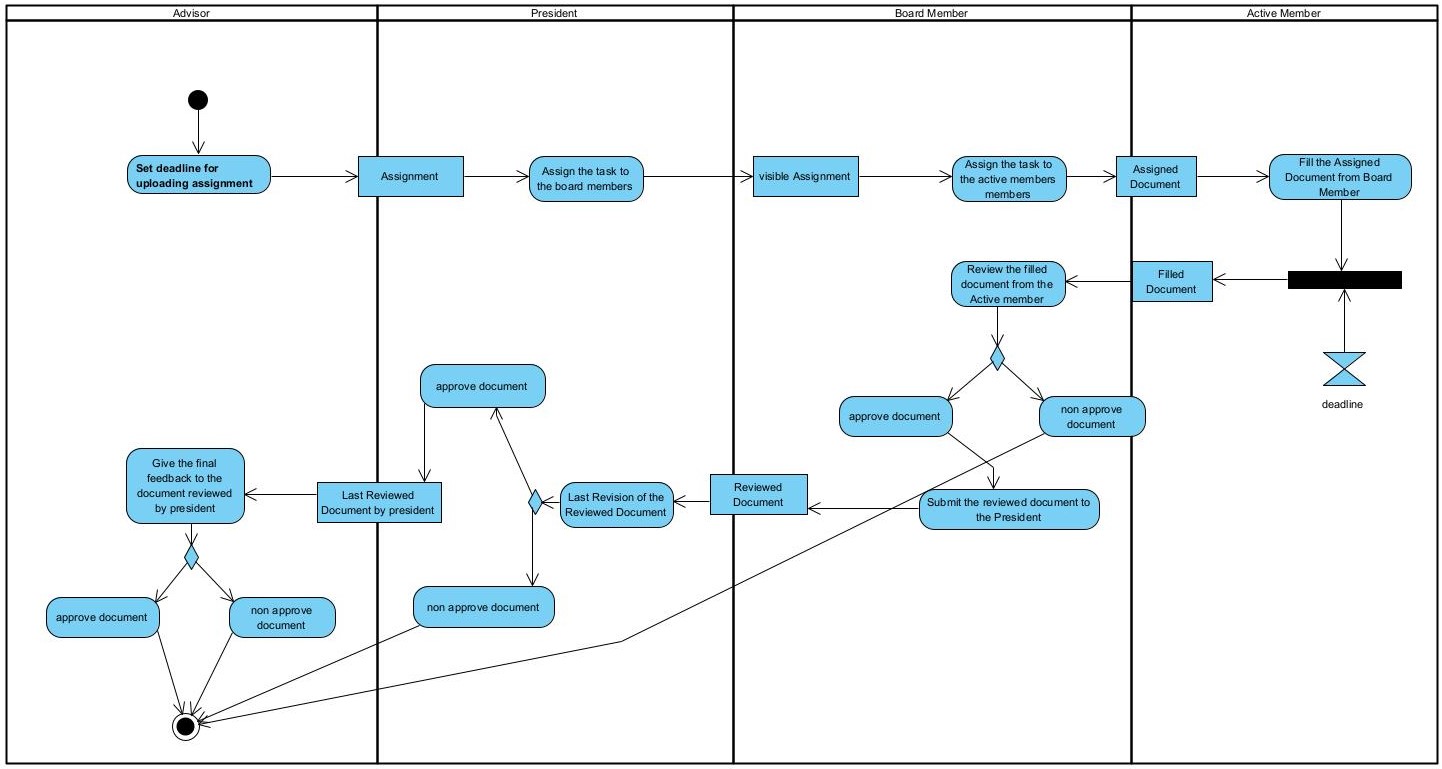 Advisor
President
Board Member
Active Member
Set deadline for
uploading assignment
Assignment
Assign the task to
the board members
visible Assignment
Assign the task to
the active members
members
Assigned
Document
Fill the Assigned
Document from Board
Member
Review the filled
document from the
Active member
Filled
Document
deadline
approve document
approve document
non approve
document
Give the final
feedback to the
document reviewed
by president
Last Reviewed
Document by president
Last Revision of the
Reviewed Document
Reviewed
Document
Submit the reviewed document to
the President
approve document
non approve
document
non approve document